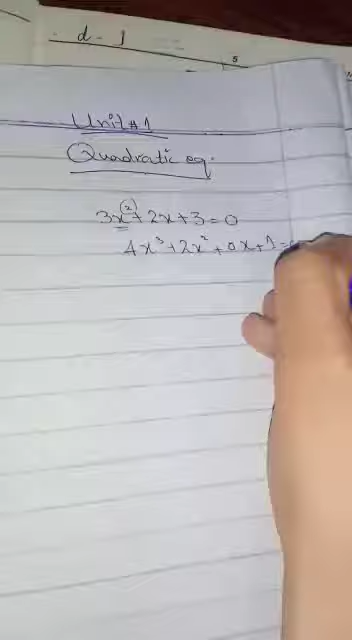 - d - 1
5
Unit #1
Quadratic eq.
3x² + 2x + 3 = 0
4x³ + 2x² + 0x + 1 =